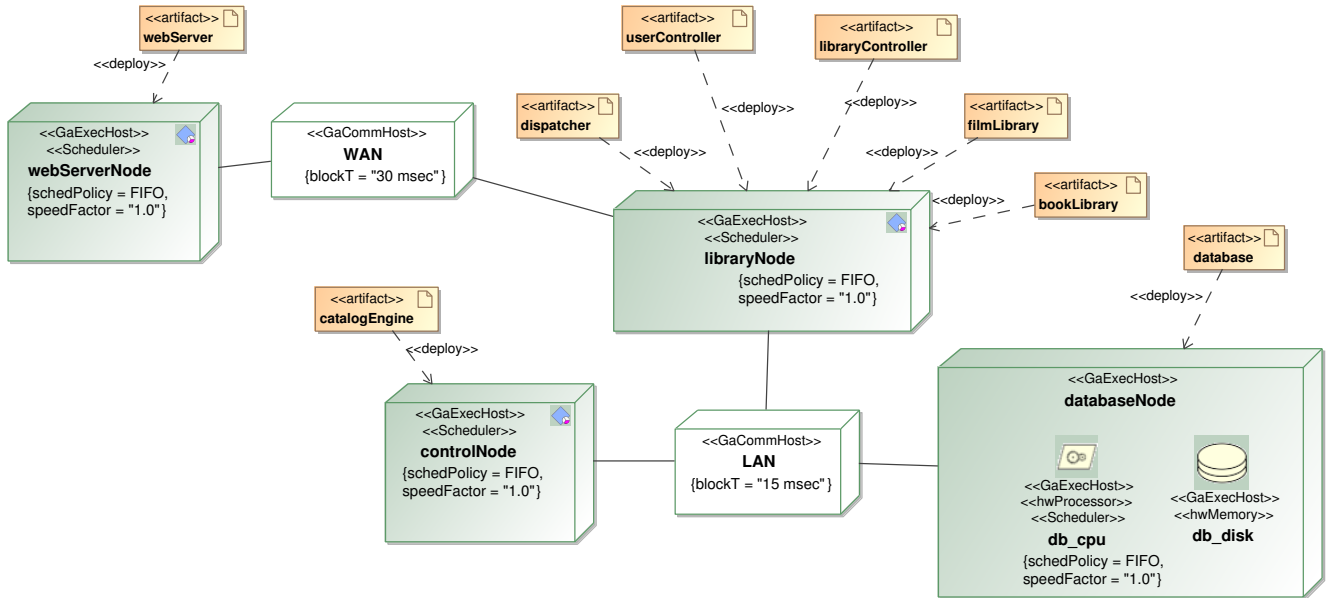 <<artifact>>
webServer
<<deploy>>
<<GaExecHost>>
<<Scheduler>>
webServerNode
{schedPolicy = FIFO,
speedFactor = "1.0"}
<<GaCommHost>>
WAN
{blockT = "30 msec"}
<<artifact>>
userController
<<deploy>>
<<artifact>>
libraryController
<<deploy>>
<<artifact>>
dispatcher
<<deploy>>
<<artifact>>
filmLibrary
<<deploy>>
<<artifact>>
bookLibrary
<<deploy>>
<<GaExecHost>>
<<Scheduler>>
libraryNode
{schedPolicy = FIFO,
speedFactor = "1.0"}
<<artifact>>
database
<<deploy>>
<<artifact>>
catalogEngine
<<deploy>>
<<GaExecHost>>
<<Scheduler>>
controlNode
{schedPolicy = FIFO,
speedFactor = "1.0"}
<<GaCommHost>>
LAN
{blockT = "15 msec"}
<<GaExecHost>>
databaseNode
<<GaExecHost>>
<<hwProcessor>>
<<Scheduler>>
db_cpu
{schedPolicy = FIFO,
speedFactor = "1.0"}
<<GaExecHost>>
<<hwMemory>>
db_disk